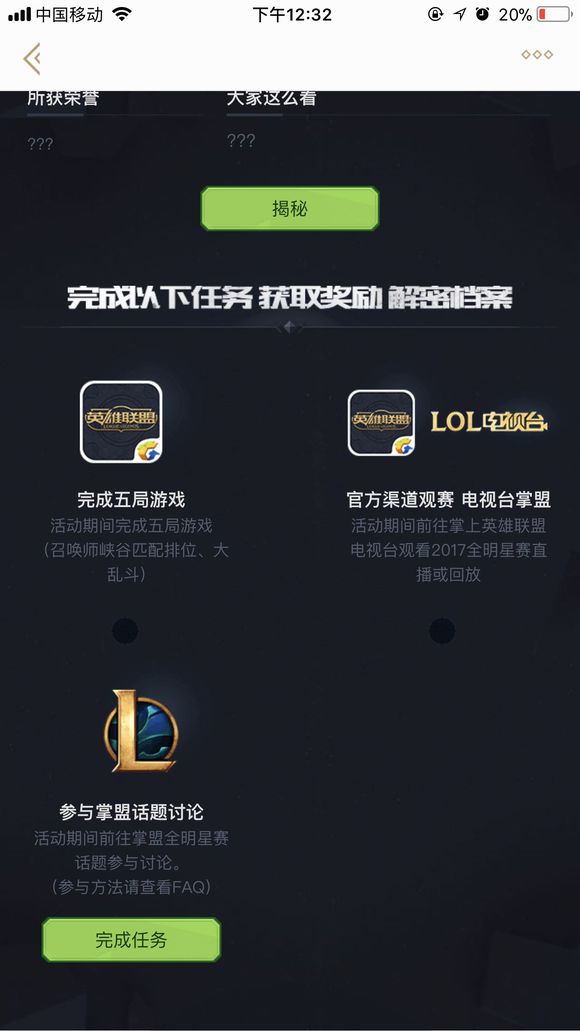 中国移动
下午12:32
20%
所获荣誉
大家这么看
???
???
揭秘
完成以下任务 获取奖励 解密档案
英雄联盟
LEAGUE of LEGENDS
英雄联盟
LEAGUE of LEGENDS
LOL电视台
完成五局游戏
活动期间完成五局游戏
（召唤师峡谷匹配排位、大
乱斗）
官方渠道观赛 电视台掌盟
活动期间前往掌上英雄联盟
电视台观看2017全明星赛直
播或回放
参与掌盟话题讨论
活动期间前往掌盟全明星赛
话题参与讨论。
（参与方法请查看FAQ）
完成任务